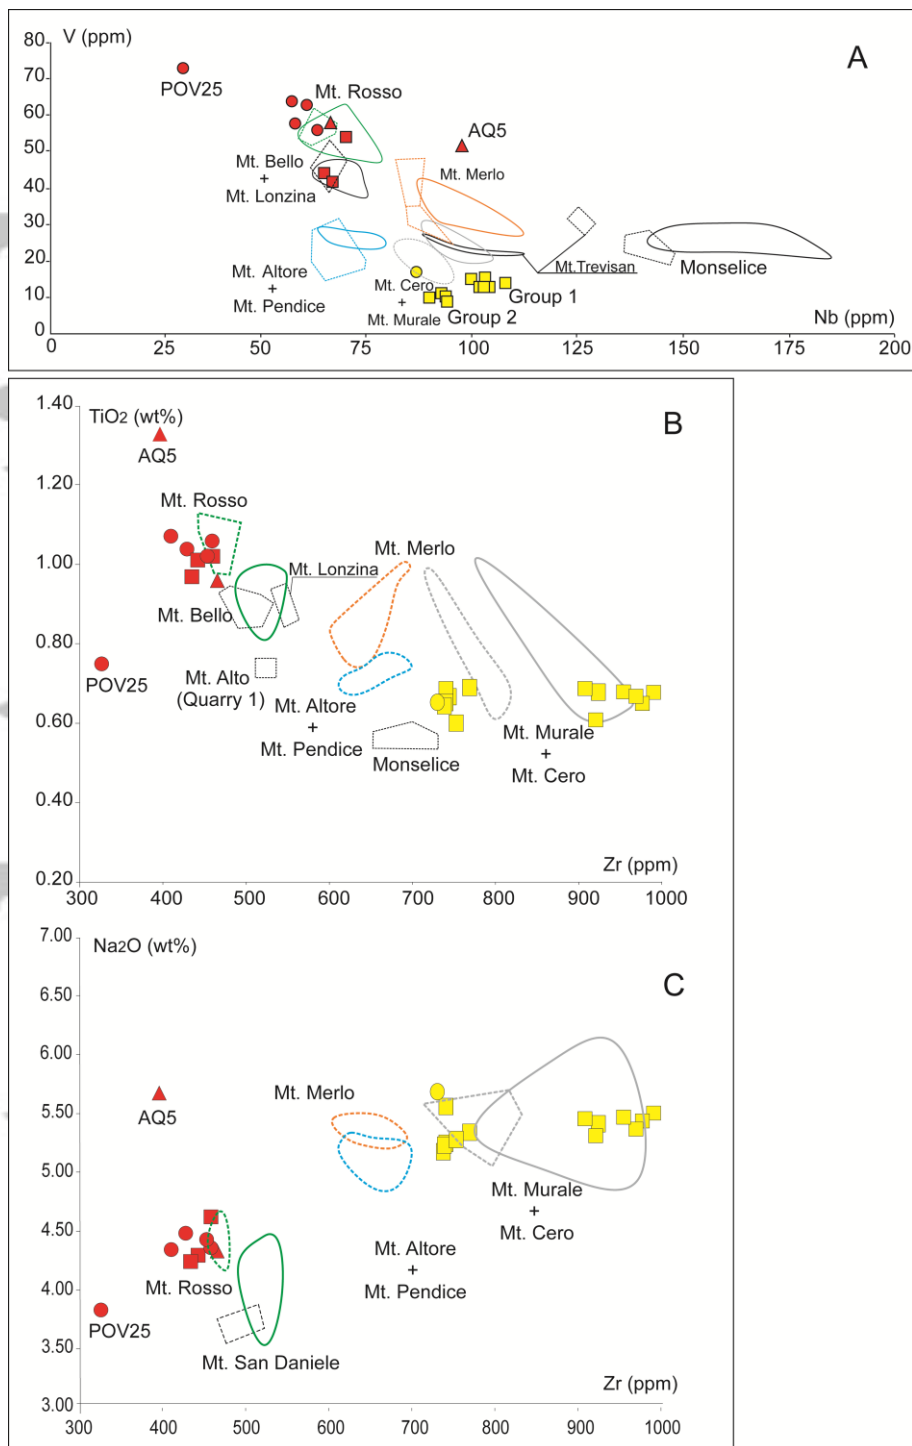 80
V (ppm)
A
70
POV25
Mt. Rosso
60
AQ5
50
Mt. Bello
+
Mt. Lonzina
Mt. Merlo
40
30
20
Mt. Altore
+
Mt. Pendice
Mt. Cero
+
Mt. Murale
Mt.Trevisan
Monselice
10
Group 1
Group 2
0
Nb (ppm)
25
50
75
100
125
150
175
200
1.40
TiO2 (wt%)
B
AQ5
1.20
Mt. Rosso
Mt. Merlo
1.00
Mt. Lonzina
Mt. Bello
0.80
POV25
Mt. Alto
(Quarry 1)
Mt. Altore
+
Mt. Pendice
0.60
Monselice
Mt. Murale
+
Mt. Cero
0.40
Zr (ppm)
0.20
300
400
500
600
700
800
900
1000
7.00
Na2O (wt%)
C
6.50
6.00
AQ5
Mt. Merlo
5.50
5.00
Mt. Murale
+
Mt. Cero
4.50
Mt. Altore
+
Mt. Pendice
Mt. Rosso
4.00
POV25
3.50
Mt. San Daniele
Zr (ppm)
3.00
300
400
500
600
700
800
900
1000